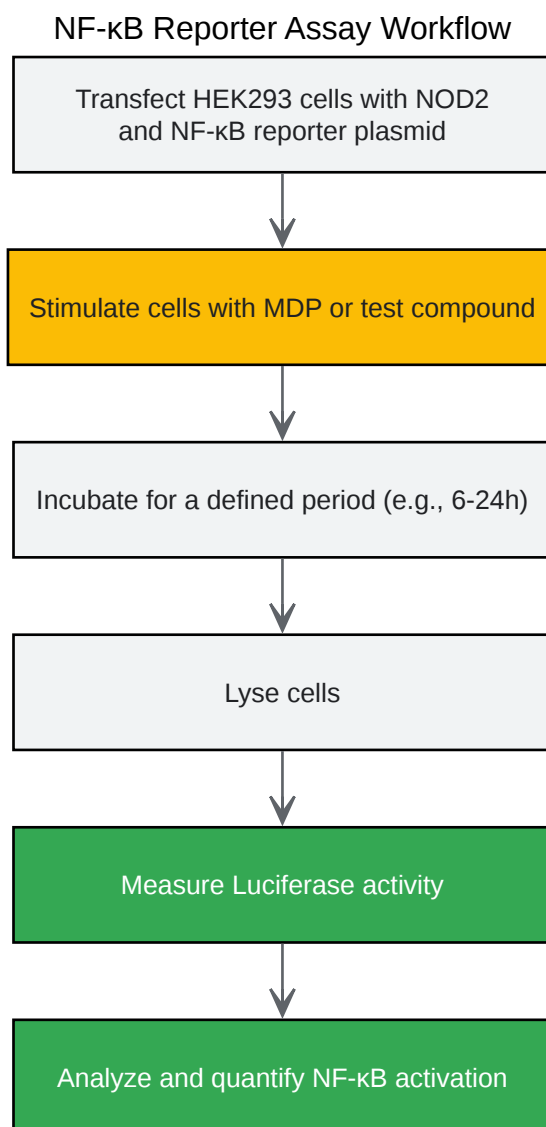 NF-κB Reporter Assay Workflow
Transfect HEK293 cells with NOD2
and NF-κB reporter plasmid
Stimulate cells with MDP or test compound
Incubate for a defined period (e.g., 6-24h)
Lyse cells
Measure Luciferase activity
Analyze and quantify NF-κB activation